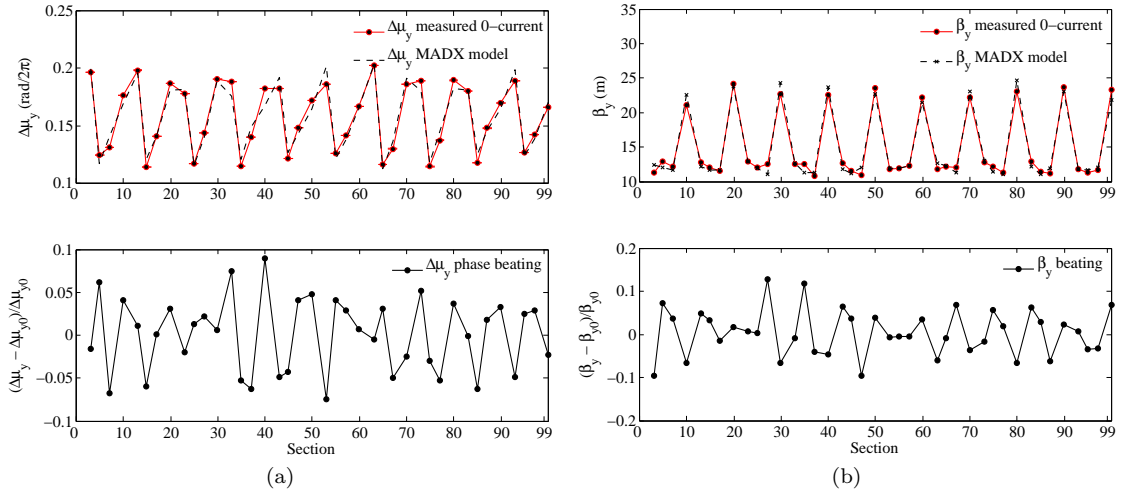 0.25
0.2
0.15
0.1
Δμy (rad/2π)
Δμy measured 0−current
Δμy MADX model
0 10 20 30 40 50 60 70 80 90 99
0.1
0.05
0
−0.05
−0.1
(Δμy − Δμy0)/Δμy0
Δμy phase beating
0 10 20 30 40 50 60 70 80 90 99
Section
(a)
35
30
25
20
15
10
βy (m)
βy measured 0−current
βy MADX model
0 10 20 30 40 50 60 70 80 90 99
0.2
0.1
0
−0.1
−0.2
(βy − βy0)/βy0
βy beating
0 10 20 30 40 50 60 70 80 90 99
Section
(b)